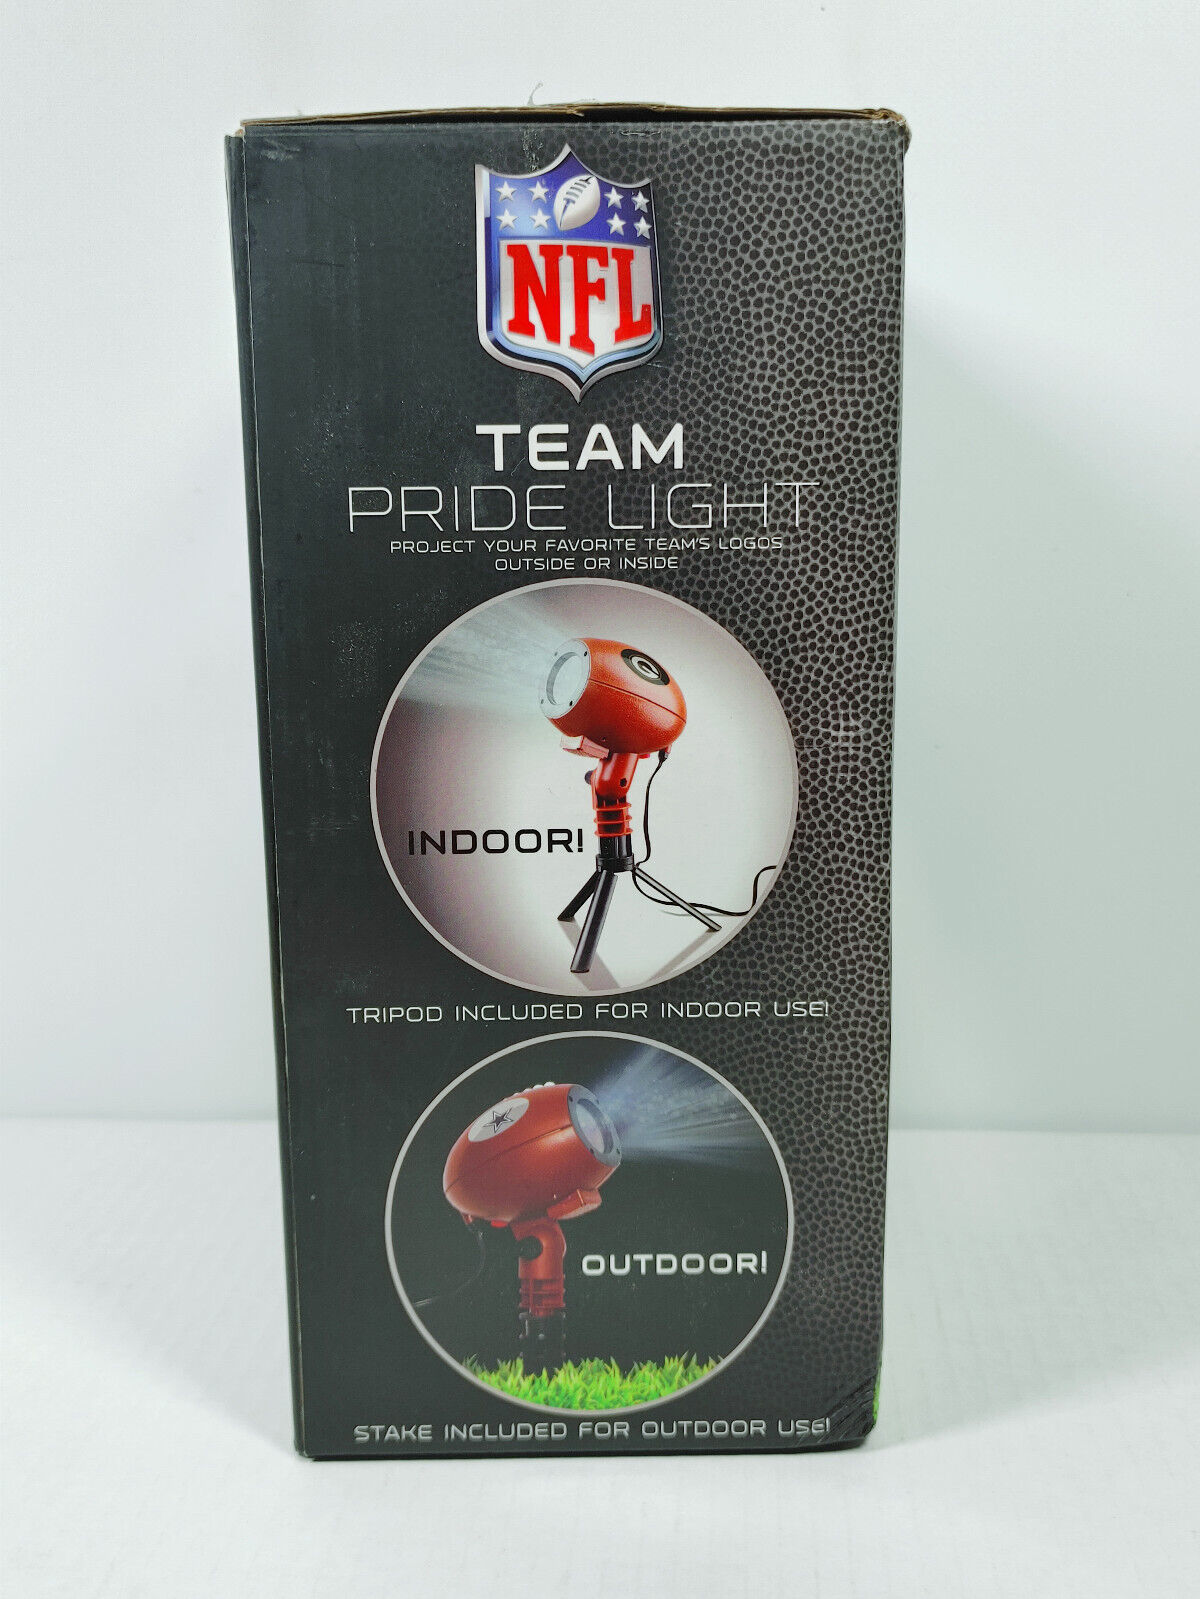 NFL
TEAM
PRIDE LIGHT
PROJECT YOUR FAVORITE TEAM'S LOGOS
OUTSIDE OR INSIDE
G
INDOOR!
TRIPOD INCLUDED FOR INDOOR USE!
OUTDOOR!
STAKE INCLUDED FOR OUTDOOR USE!